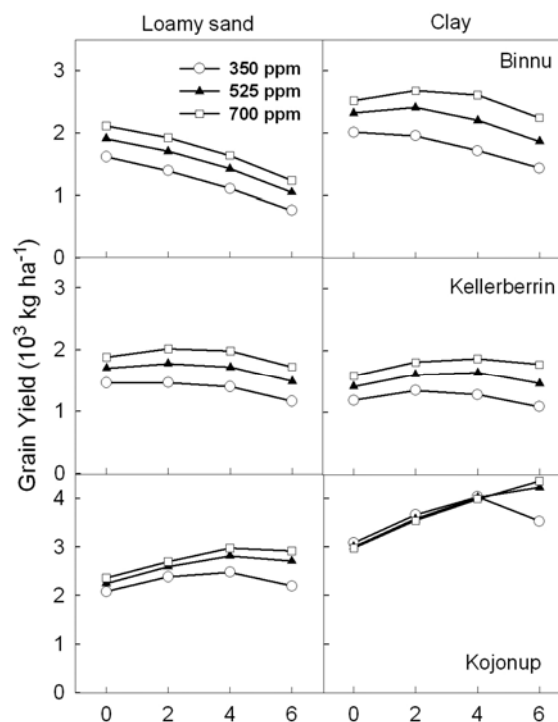 Loamy sand Clay
Binnu
350 ppm
525 ppm
700 ppm
3
2
1
0
Kellerberrin
3
2
1
0
Kojonup
4
3
2
1
0
Grain Yield (10³ kg ha⁻¹)
0 2 4 6 0 2 4 6